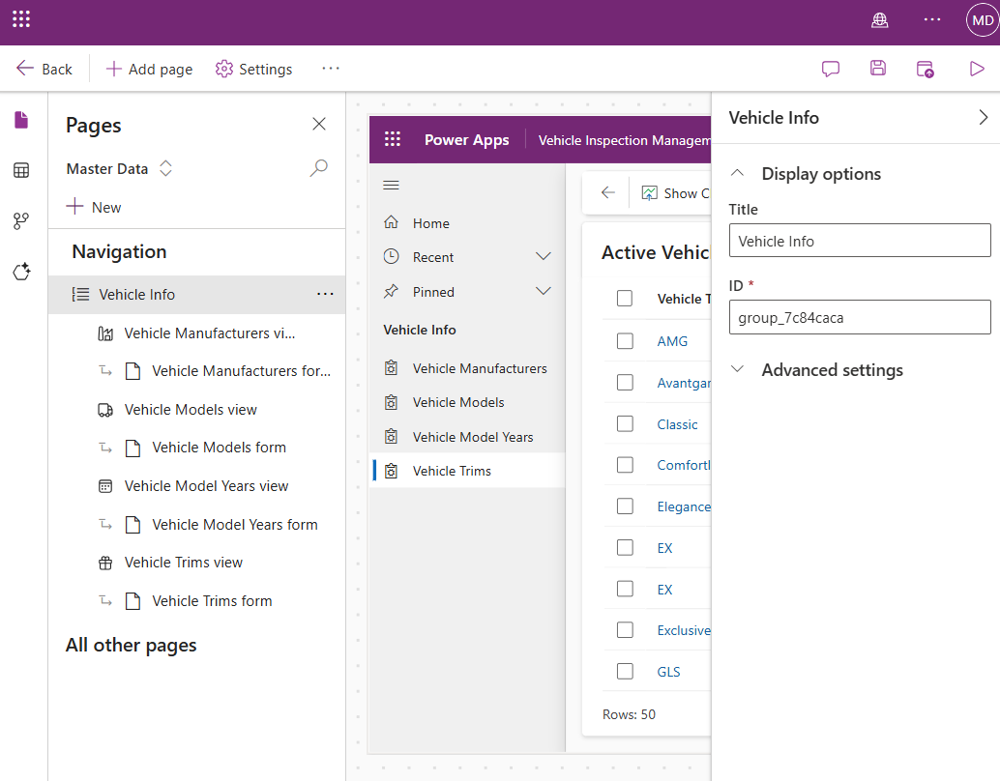 MD
Back
Add page
Settings
Pages
Master Data
New
Navigation
Vehicle Info
Vehicle Manufacturers vi...
Vehicle Manufacturers for...
Vehicle Models view
Vehicle Models form
Vehicle Model Years view
Vehicle Model Years form
Vehicle Trims view
Vehicle Trims form
All other pages
Power Apps
Vehicle Inspection Managem
Home
Recent
Pinned
Vehicle Info
Vehicle Manufacturers
Vehicle Models
Vehicle Model Years
Vehicle Trims
Show C
Active Vehic
Vehicle T
AMG
Avantgar
Classic
Comfortl
Elegance
EX
EX
Exclusive
GLS
Rows: 50
Vehicle Info
Display options
Title
Vehicle Info
ID *
group_7c84caca
Advanced settings